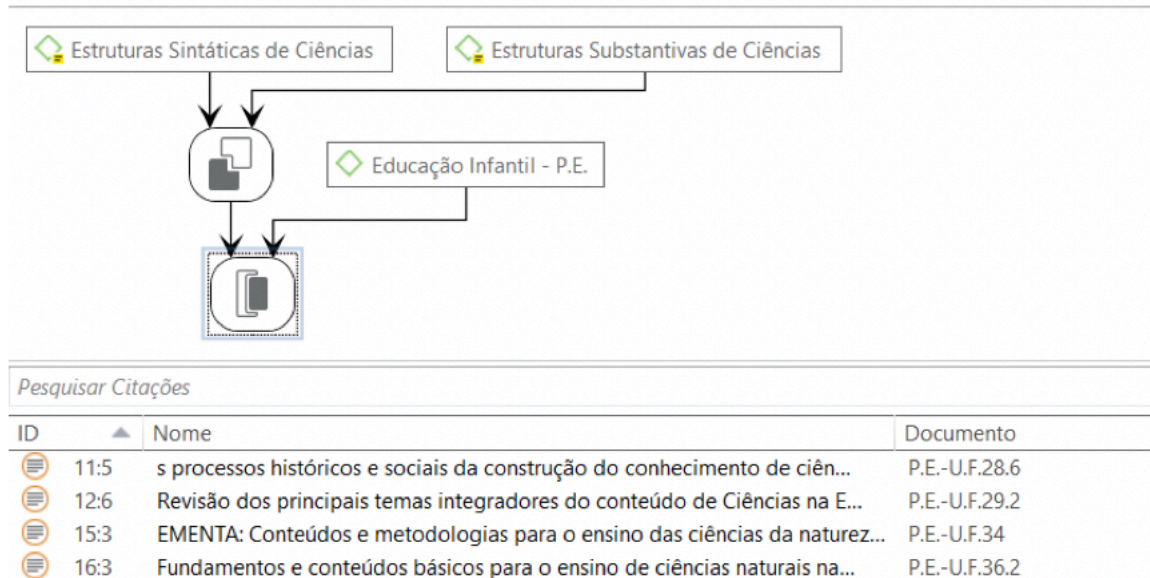 Estruturas Sintáticas de Ciências
Estruturas Substantivas de Ciências
Educação Infantil - P.E.
Pesquisar Citações
ID Nome Documento
11:5 s processos históricos e sociais da construção do conhecimento de ciên... P.E.-U.F.28.6
12:6 Revisão dos principais temas integradores do conteúdo de Ciências na E... P.E.-U.F.29.2
15:3 EMENTA: Conteúdos e metodologias para o ensino das ciências da naturez... P.E.-U.F.34
16:3 Fundamentos e conteúdos básicos para o ensino de ciências naturais na... P.E.-U.F.36.2